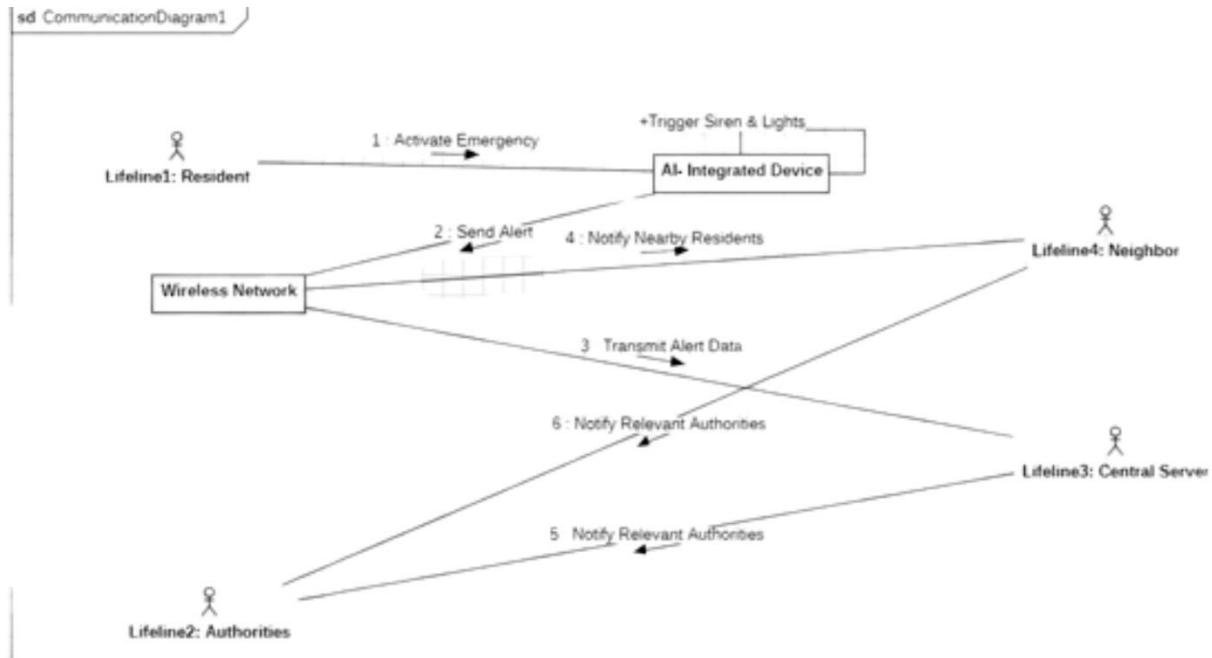 sd CommunicationDiagram1
+Trigger Siren & Lights
1 : Activate Emergency
AI- Integrated Device
Lifeline1: Resident
2 : Send Alert
4 : Notify Nearby Residents
Lifeline4: Neighbor
Wireless Network
3 Transmit Alert Data
6 : Notify Relevant Authorities
Lifeline3: Central Server
5 Notify Relevant Authorities
Lifeline2: Authorities